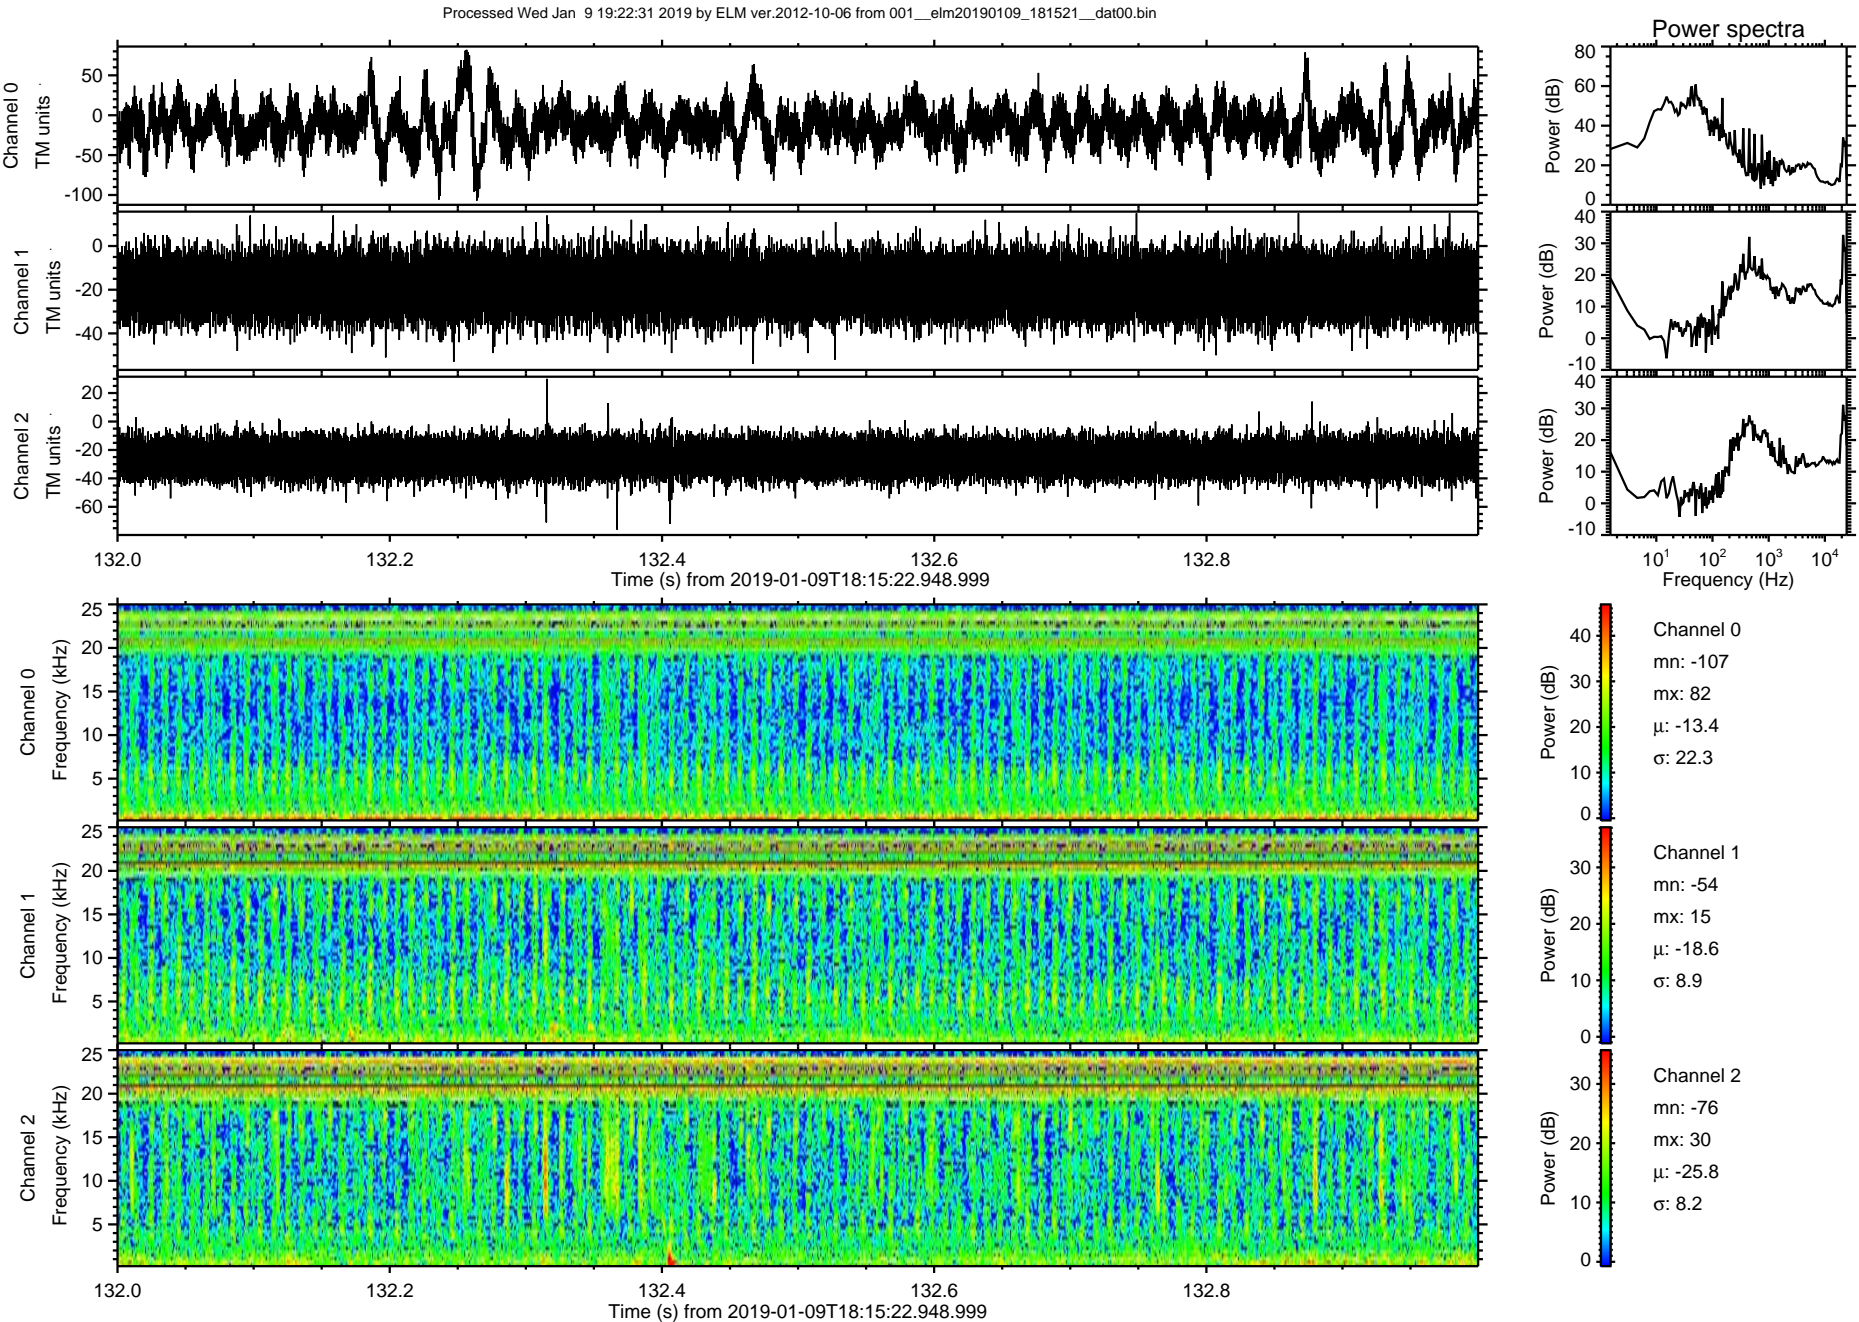 Processed Wed Jan  9 19:22:31 2019 by ELM ver.2012-10-06 from 001__elm20190109_181521__dat00.bin
Power spectra
Channel 0
TM units
50
0
-50
-100
Power (dB)
80
60
40
20
0
Channel 1
TM units
0
-20
-40
Power (dB)
40
30
20
10
0
-10
Channel 2
TM units
20
0
-20
-40
-60
Power (dB)
40
30
20
10
0
-10
132.0 132.2 132.4 132.6 132.8
Time (s) from 2019-01-09T18:15:22.948.999
10¹ 10² 10³ 10⁴
Frequency (Hz)
Channel 0
Frequency (kHz)
25
20
15
10
5
Power (dB)
40
30
20
10
0
Channel 0
mn: -107
mx: 82
μ: -13.4
σ: 22.3
Channel 1
Frequency (kHz)
25
20
15
10
5
Power (dB)
30
20
10
0
Channel 1
mn: -54
mx: 15
μ: -18.6
σ: 8.9
Channel 2
Frequency (kHz)
25
20
15
10
5
Power (dB)
30
20
10
0
Channel 2
mn: -76
mx: 30
μ: -25.8
σ: 8.2
132.0 132.2 132.4 132.6 132.8
Time (s) from 2019-01-09T18:15:22.948.999